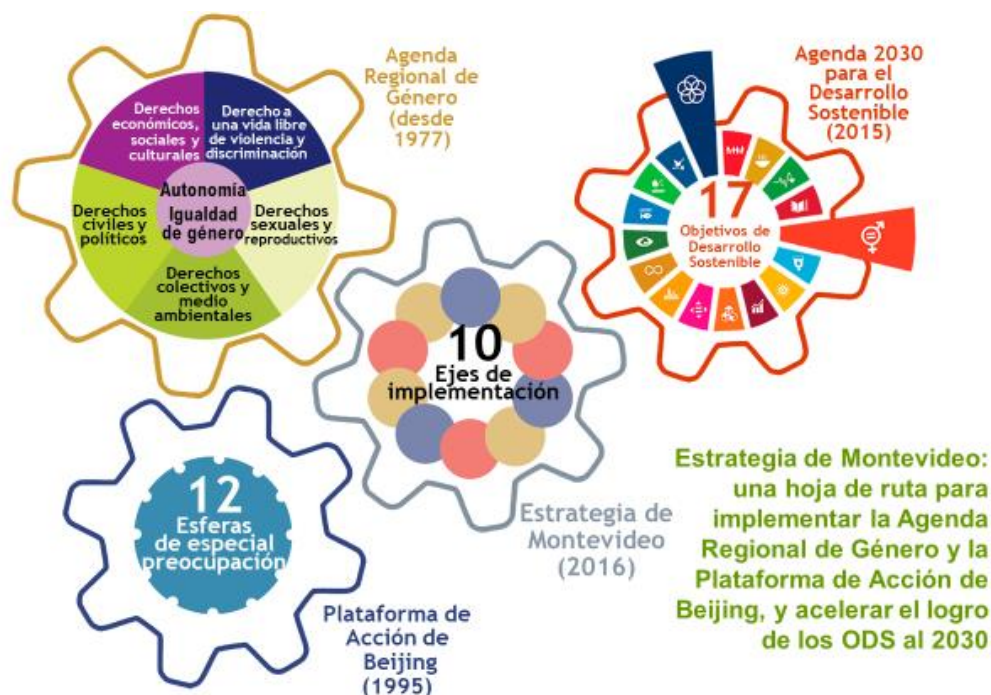 Agenda
Regional de
Género
(desde
1977)
Derechos
económicos,
sociales y
culturales
Derecho a
una vida libre
de violencia y
discriminación
Autonomía
Igualdad
de género
Derechos
civiles y
políticos
Derechos
sexuales y
reproductivos
Derechos
colectivos y
medio
ambientales
Agenda 2030
para el
Desarrollo
Sostenible
(2015)
17
Objetivos de
Desarrollo
Sostenible
10
Ejes de
implementación
Estrategia de
Montevideo
(2016)
12
Esferas
de especial
preocupación
Plataforma de
Acción de
Beijing
(1995)
Estrategia de Montevideo:
una hoja de ruta para
implementar la Agenda
Regional de Género y la
Plataforma de Acción de
Beijing, y acelerar el logro
de los ODS al 2030